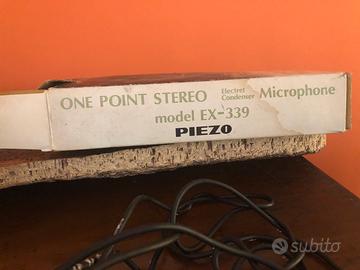 ONE POINT STEREO Electret Condenser Microphone
model EX-339
PIEZO
subito